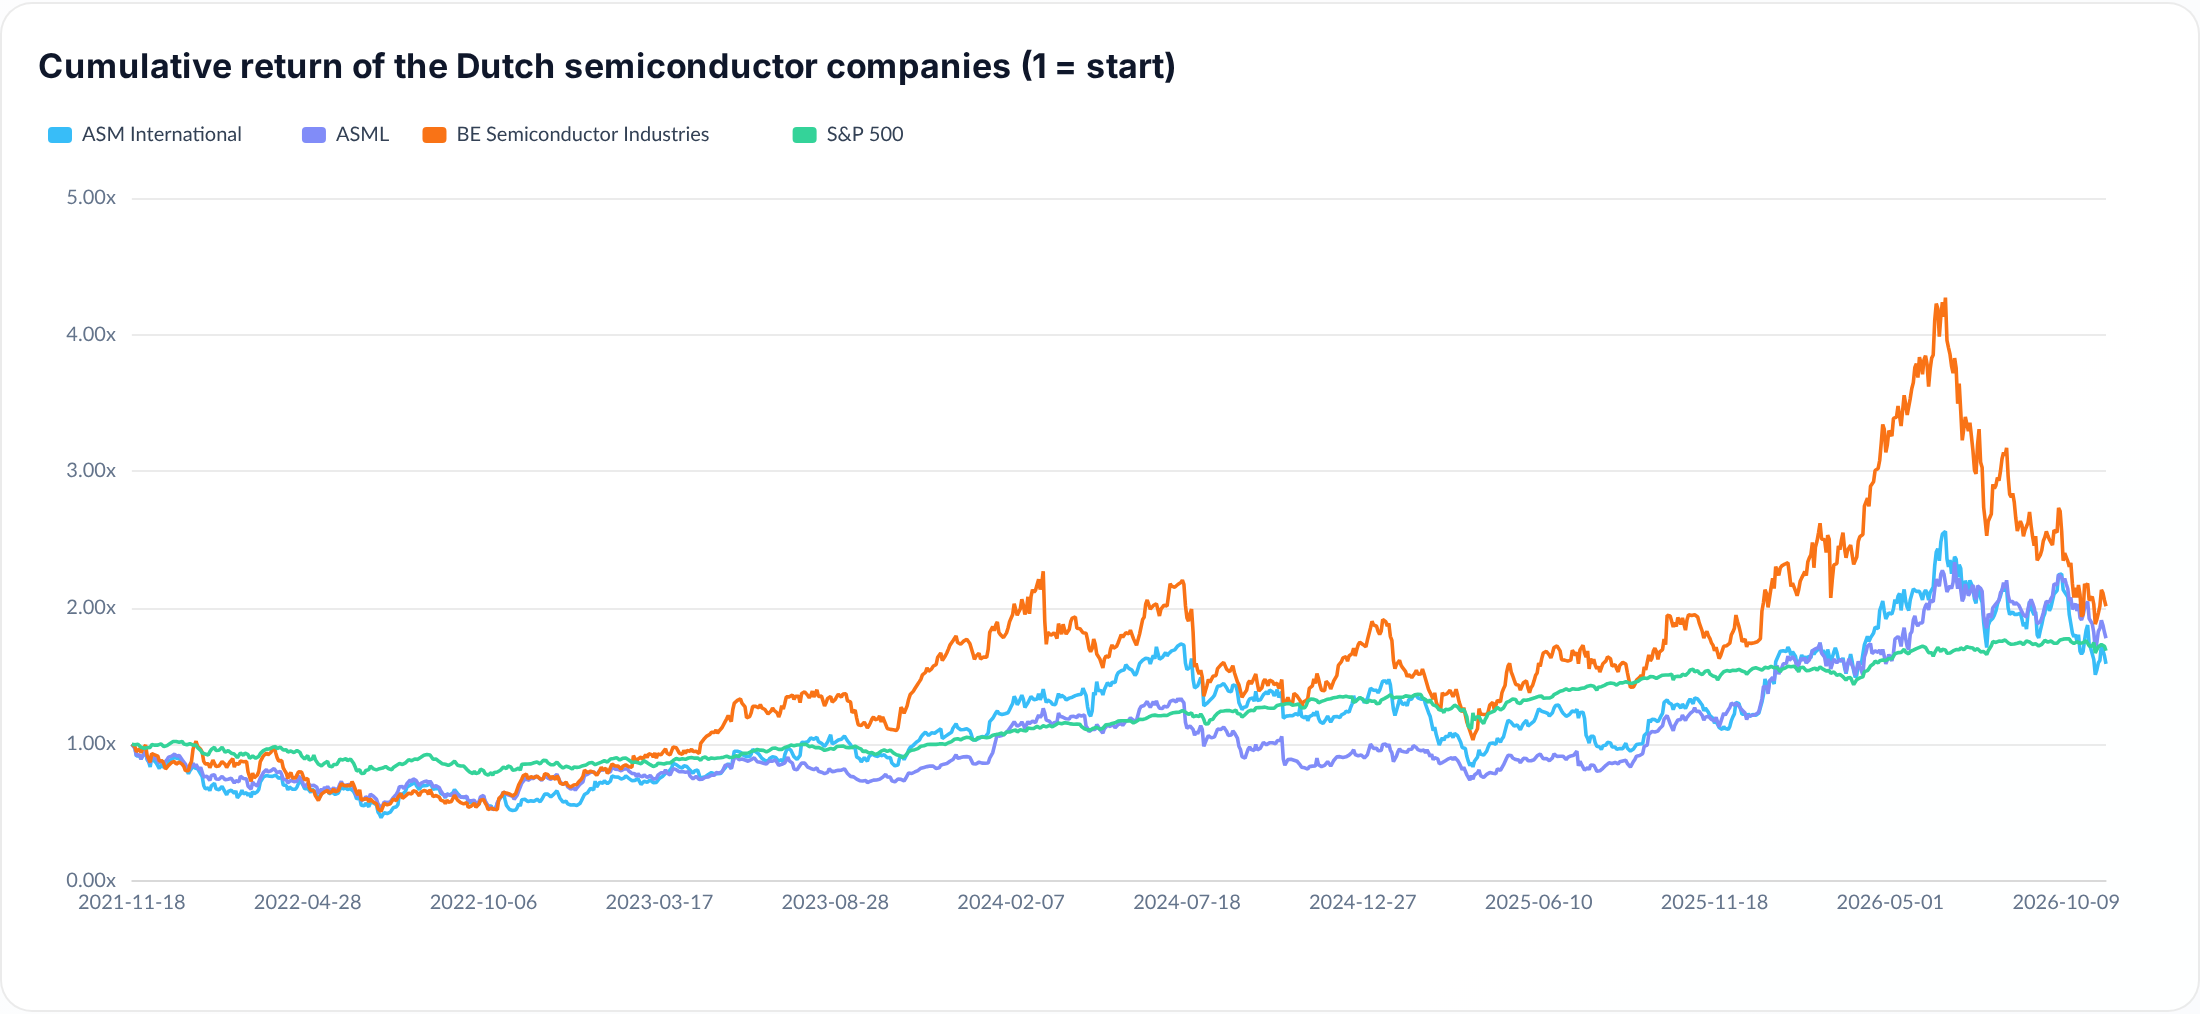 Cumulative return of the Dutch semiconductor companies (1 = start)
ASM International ASML BE Semiconductor Industries S&P 500
5.00x
4.00x
3.00x
2.00x
1.00x
0.00x
2021-11-18 2022-04-28 2022-10-06 2023-03-17 2023-08-28 2024-02-07 2024-07-18 2024-12-27 2025-06-10 2025-11-18 2026-05-01 2026-10-09